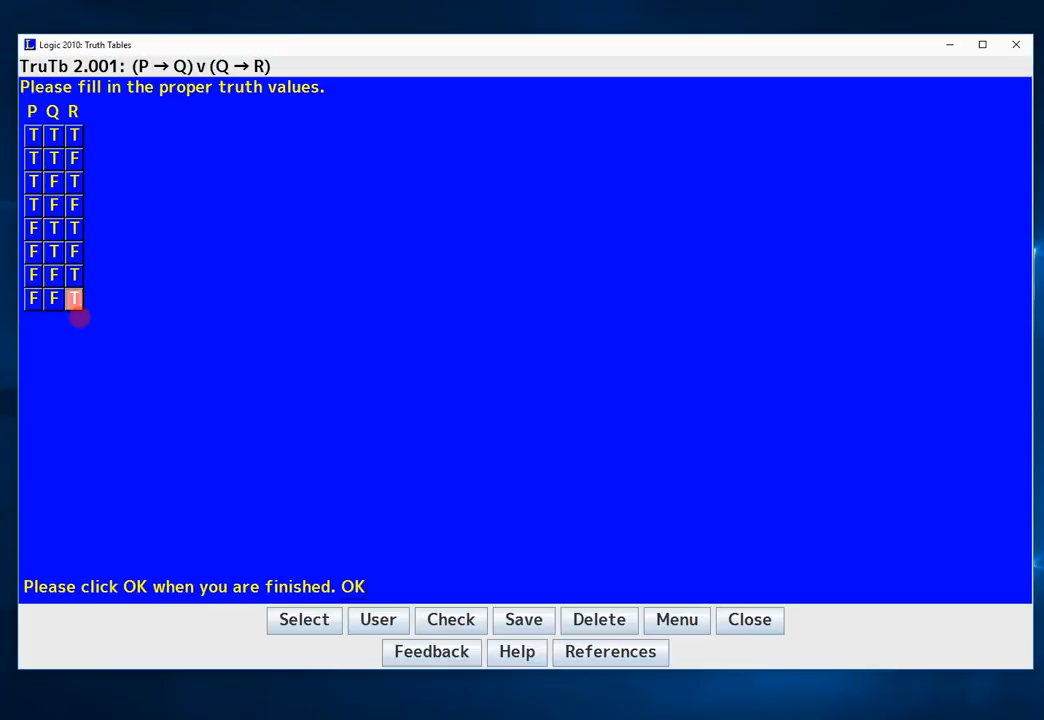 Logic 2010: Truth Tables
TruTb 2.001: (P → Q) v (Q → R)
Please fill in the proper truth values.
P Q R
T T T
T T F
T F T
T F F
F T T
F T F
F F T
F F T
Please click OK when you are finished. OK
Select User Check Save Delete Menu Close
Feedback Help References